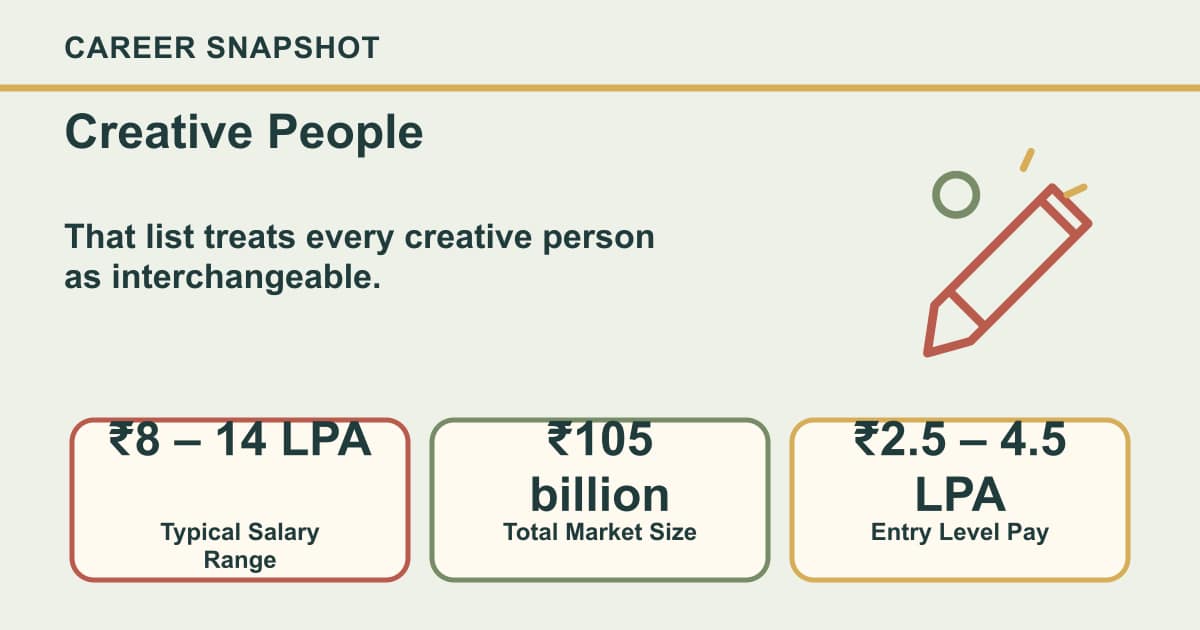 CAREER SNAPSHOT
Creative People
That list treats every creative person
as interchangeable.
₹8 – 14 LPA
Typical Salary
Range
₹105
billion
Total Market Size
₹2.5 – 4.5
LPA
Entry Level Pay